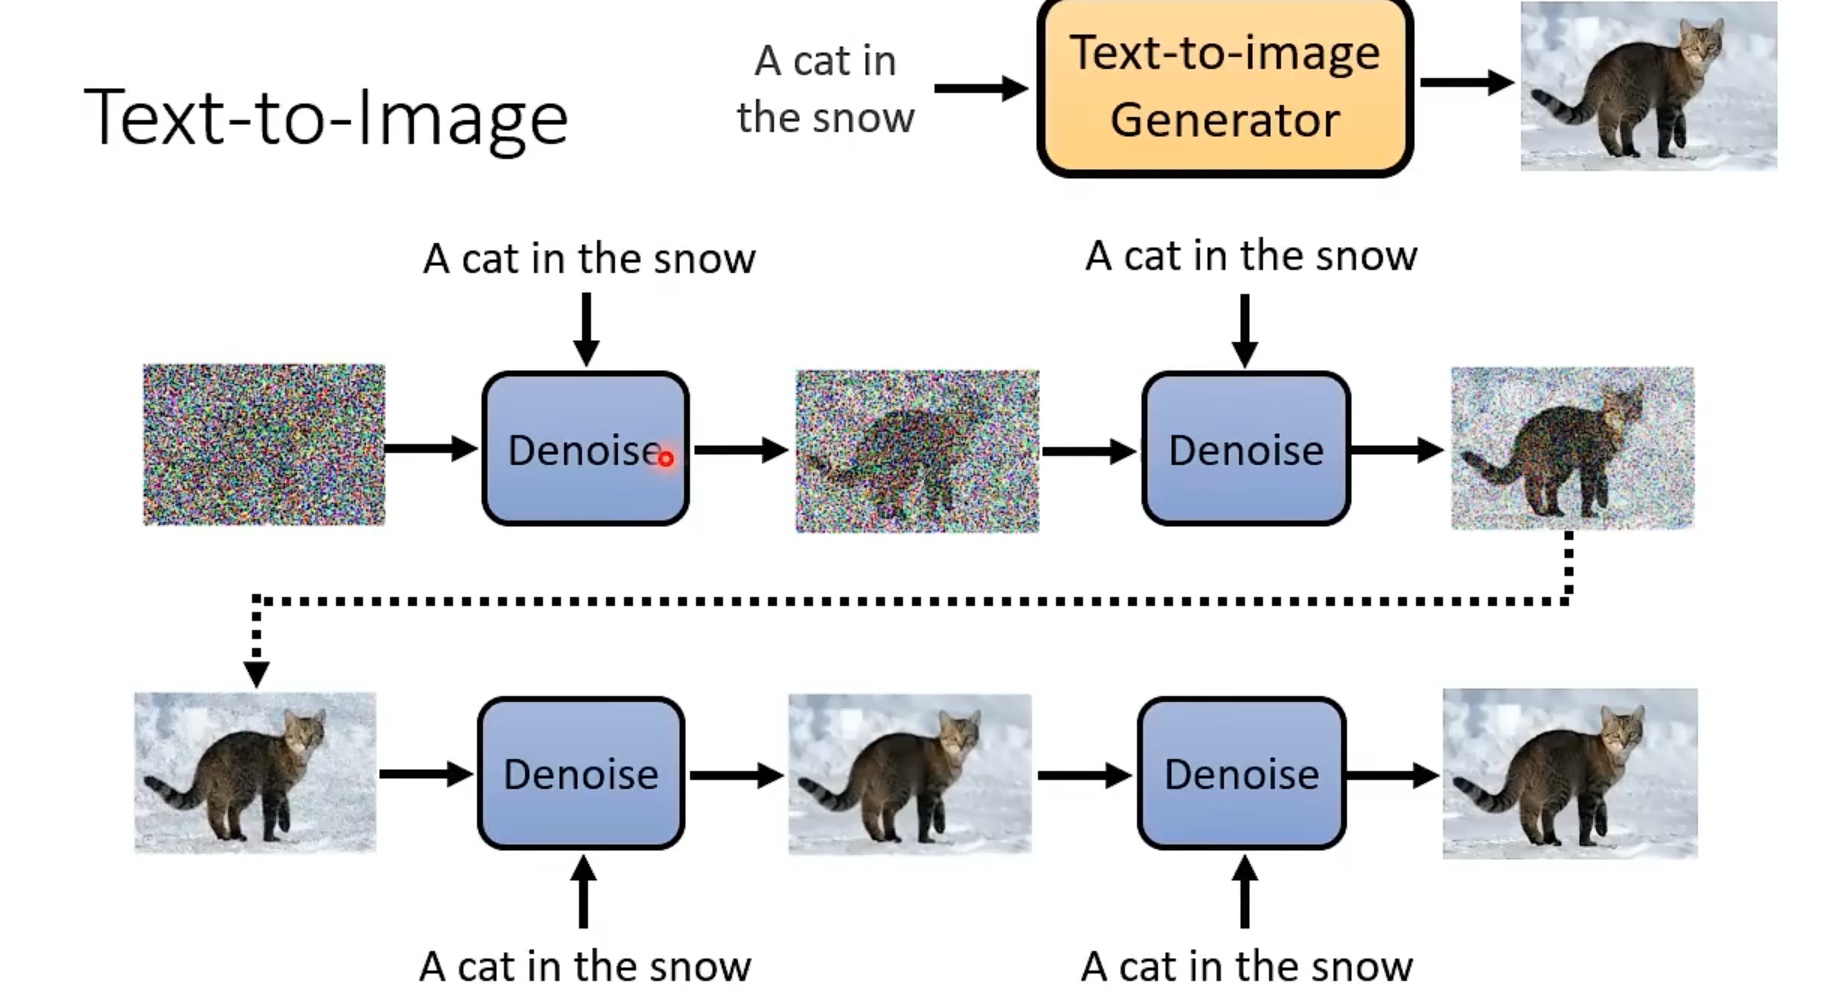 Text-to-Image
A cat in
the snow
Text-to-image
Generator
A cat in the snow
A cat in the snow
Denoise
Denoise
Denoise
Denoise
A cat in the snow
A cat in the snow